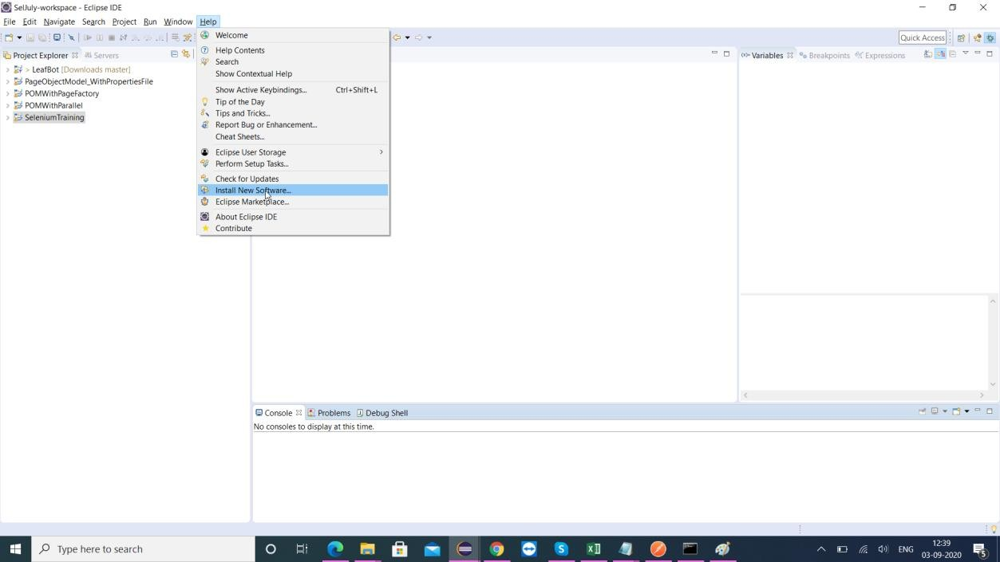 SelJuly-workspace - Eclipse IDE
File Edit Navigate Search Project Run Window Help
Quick Access
Project Explorer Servers
> LeafBot [Downloads master]
PageObjectModel_WithPropertiesFile
POMWithPageFactory
POMWithParallel
SeleniumTraining
Welcome
Help Contents
Search
Show Contextual Help
Show Active Keybindings... Ctrl+Shift+L
Tip of the Day
Tips and Tricks...
Report Bug or Enhancement...
Cheat Sheets...
Eclipse User Storage
Perform Setup Tasks...
Check for Updates
Install New Software...
Eclipse Marketplace...
About Eclipse IDE
Contribute
(x)= Variables Breakpoints Expressions
Console Problems Debug Shell
No consoles to display at this time.
Type here to search
ENG
12:39
03-09-2020
5